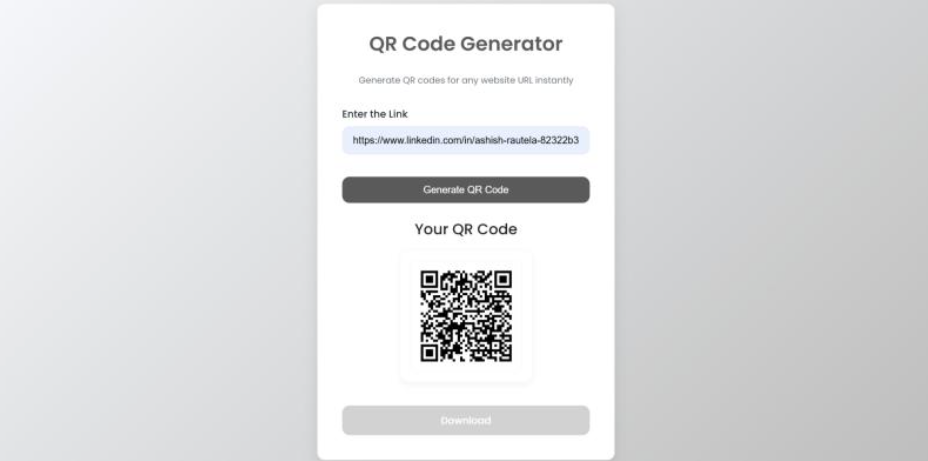 QR Code Generator
Generate QR codes for any website URL instantly
Enter the Link
https://www.linkedin.com/in/ashish-rautela-82322b3
Generate QR Code
Your QR Code
Download